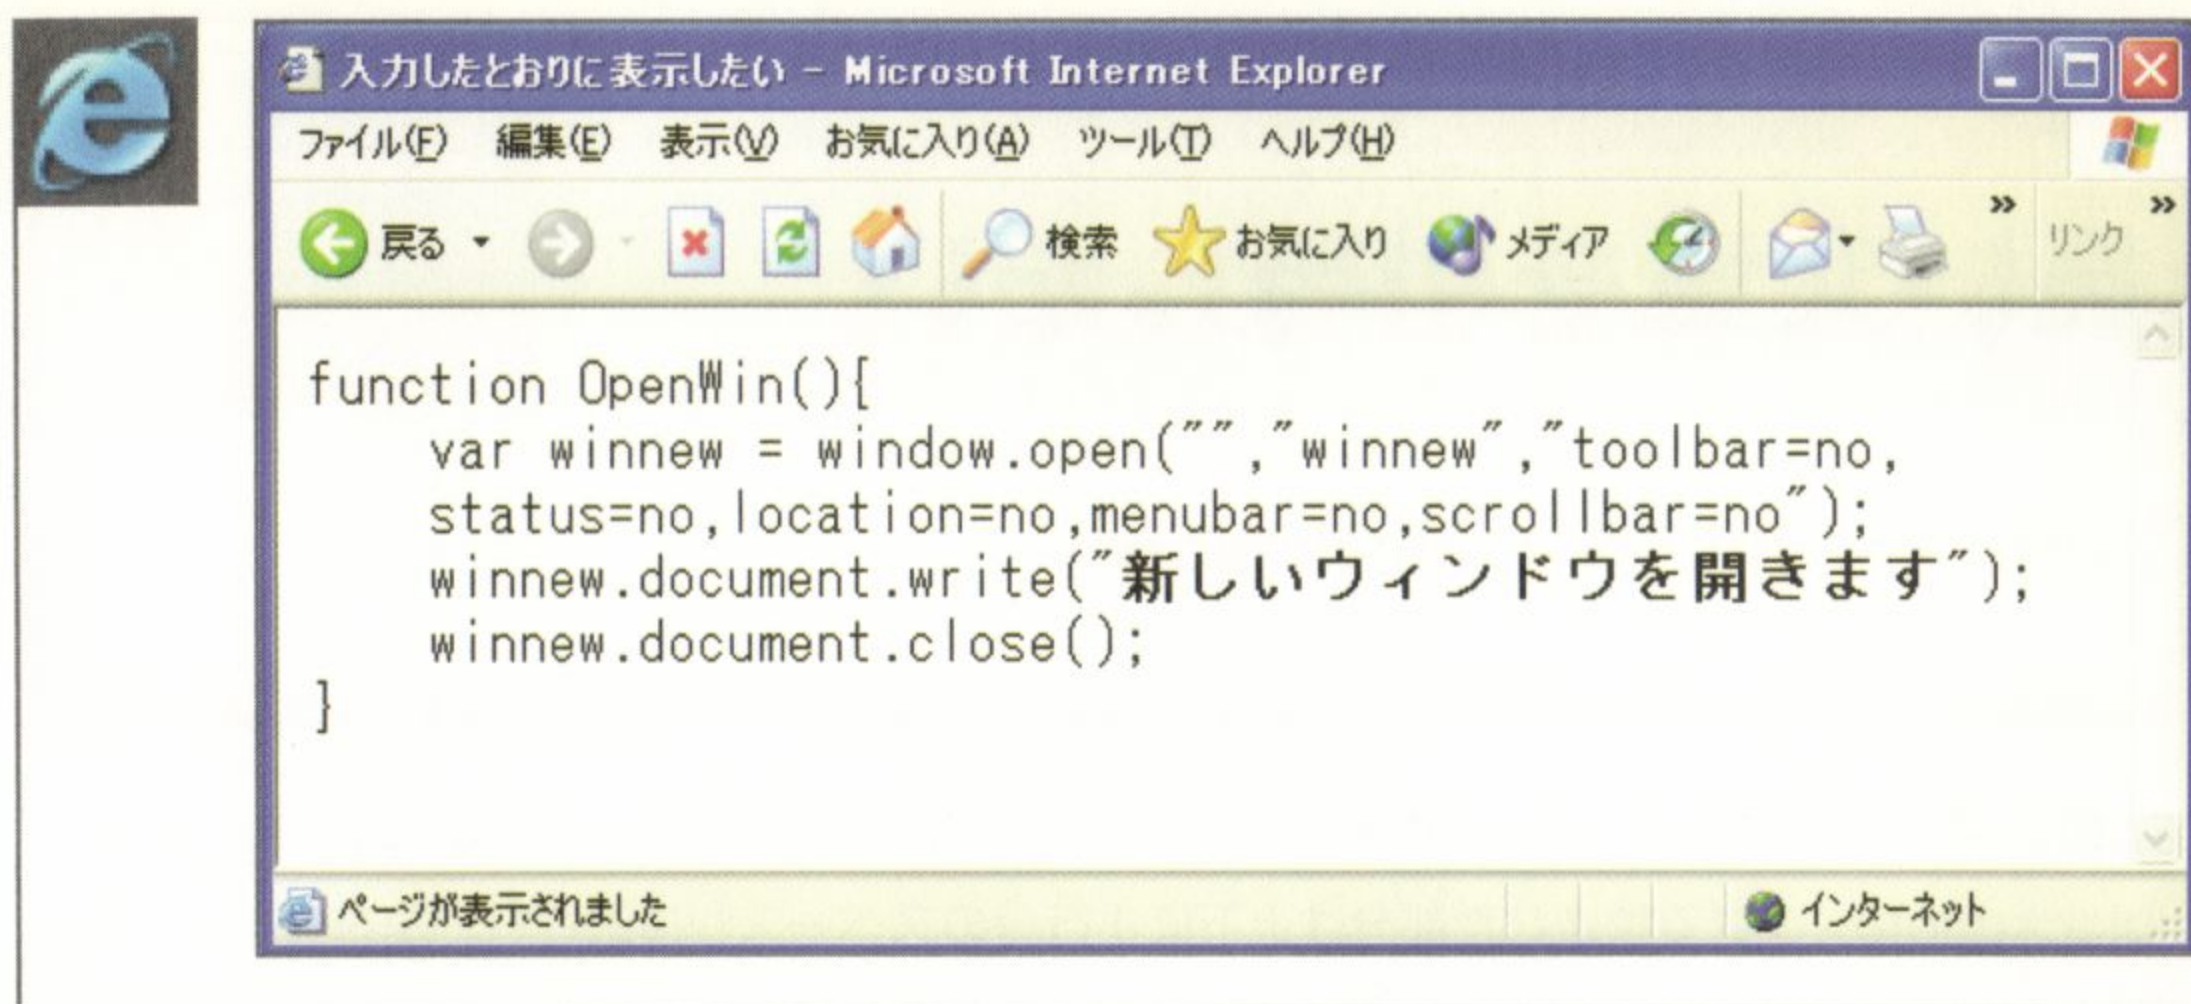 入力したとおりに表示したい - Microsoft Internet Explorer
ファイル(F) 編集(E) 表示(V) お気に入り(A) ツール(T) ヘルプ(H)
戻る 検索 お気に入り メディア » リンク »
function OpenWin(){
    var winnew = window.open("","winnew","toolbar=no,
    status=no,location=no,menubar=no,scrollbar=no");
    winnew.document.write("新しいウィンドウを開きます");
    winnew.document.close();
}
ページが表示されました インターネット